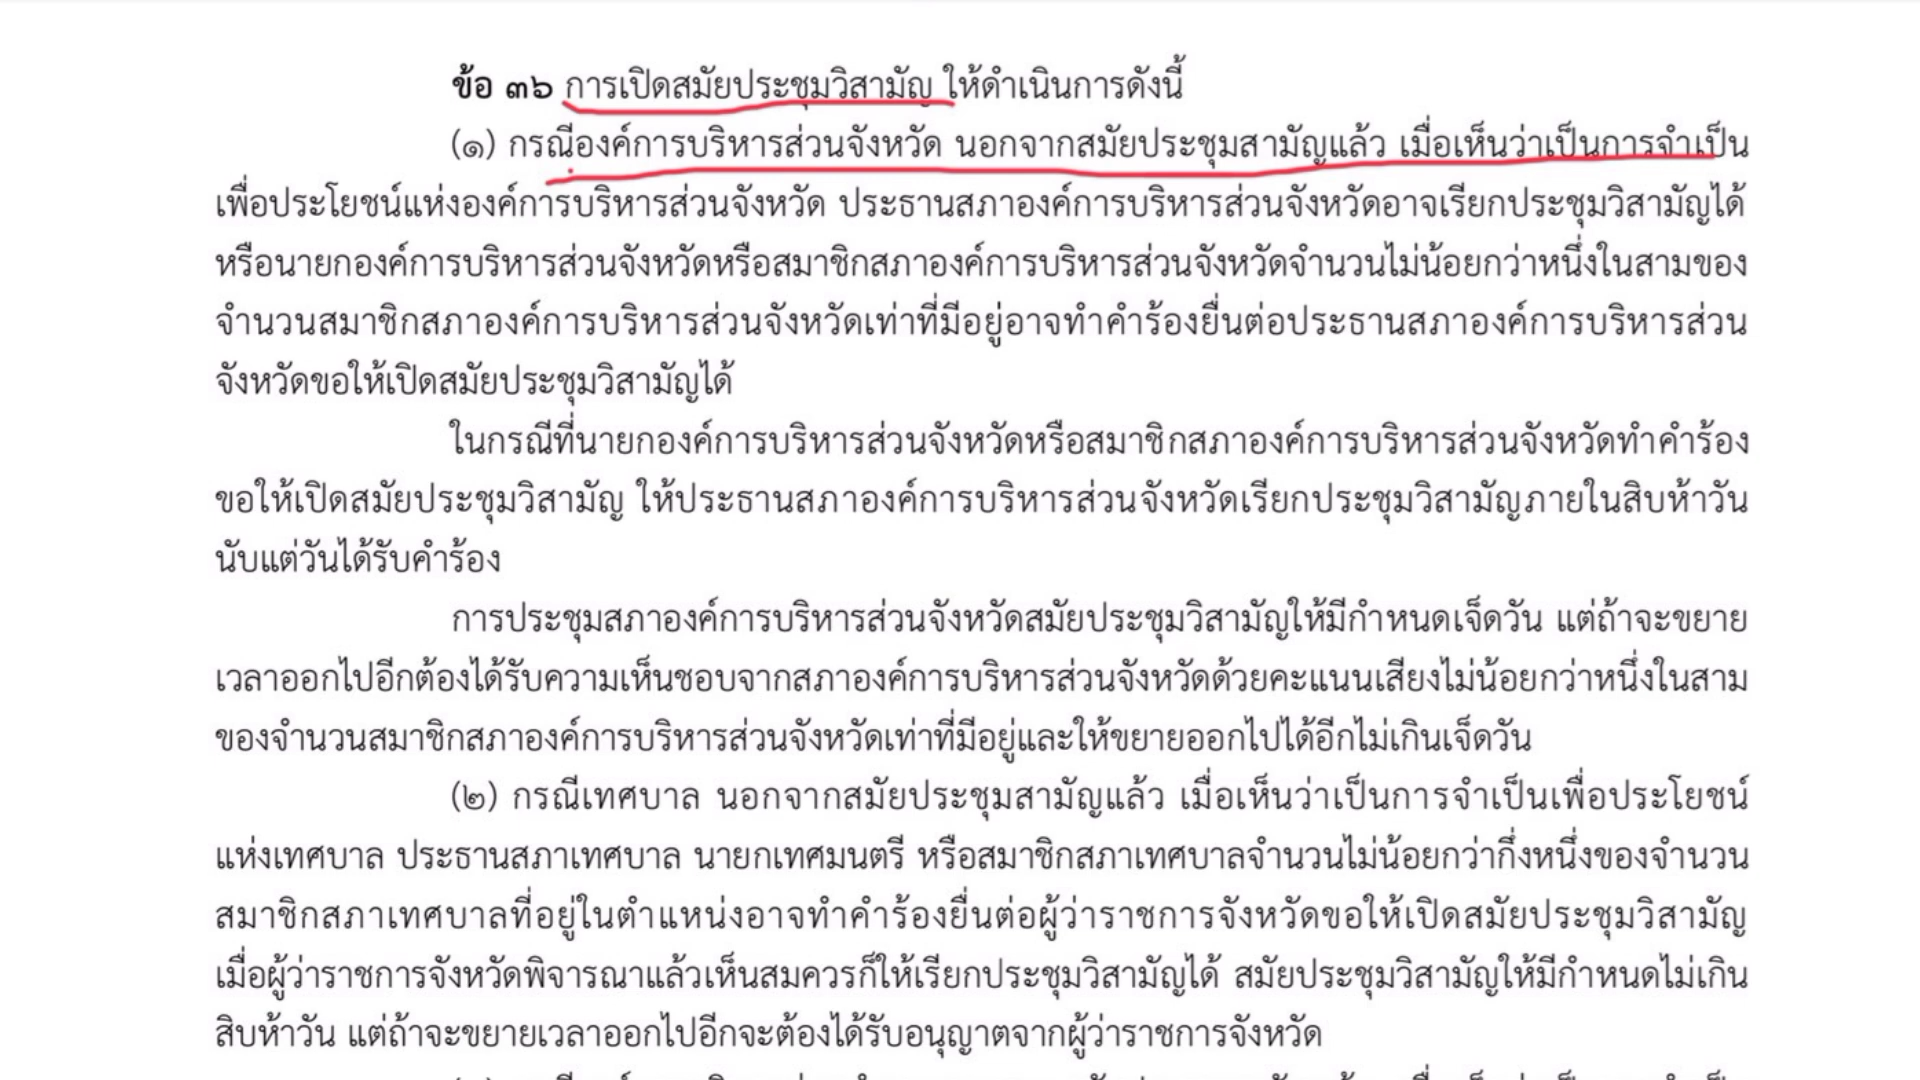 ข้อ ๓๖ การเปิดสมัยประชุมวิสามัญ ให้ดำเนินการดังนี้
(๑) กรณีองค์การบริหารส่วนจังหวัด นอกจากสมัยประชุมสามัญแล้ว เมื่อเห็นว่าเป็นการจำเป็น
เพื่อประโยชน์แห่งองค์การบริหารส่วนจังหวัด ประธานสภาองค์การบริหารส่วนจังหวัดอาจเรียกประชุมวิสามัญได้
หรือนายกองค์การบริหารส่วนจังหวัดหรือสมาชิกสภาองค์การบริหารส่วนจังหวัดจำนวนไม่น้อยกว่าหนึ่งในสามของ
จำนวนสมาชิกสภาองค์การบริหารส่วนจังหวัดเท่าที่มีอยู่อาจทำคำร้องยื่นต่อประธานสภาองค์การบริหารส่วน
จังหวัดขอให้เปิดสมัยประชุมวิสามัญได้
ในกรณีที่นายกองค์การบริหารส่วนจังหวัดหรือสมาชิกสภาองค์การบริหารส่วนจังหวัดทำคำร้อง
ขอให้เปิดสมัยประชุมวิสามัญ ให้ประธานสภาองค์การบริหารส่วนจังหวัดเรียกประชุมวิสามัญภายในสิบห้าวัน
นับแต่วันได้รับคำร้อง
การประชุมสภาองค์การบริหารส่วนจังหวัดสมัยประชุมวิสามัญให้มีกำหนดเจ็ดวัน แต่ถ้าจะขยาย
เวลาออกไปอีกต้องได้รับความเห็นชอบจากสภาองค์การบริหารส่วนจังหวัดด้วยคะแนนเสียงไม่น้อยกว่าหนึ่งในสาม
ของจำนวนสมาชิกสภาองค์การบริหารส่วนจังหวัดเท่าที่มีอยู่และให้ขยายออกไปได้อีกไม่เกินเจ็ดวัน
(๒) กรณีเทศบาล นอกจากสมัยประชุมสามัญแล้ว เมื่อเห็นว่าเป็นการจำเป็นเพื่อประโยชน์
แห่งเทศบาล ประธานสภาเทศบาล นายกเทศมนตรี หรือสมาชิกสภาเทศบาลจำนวนไม่น้อยกว่ากึ่งหนึ่งของจำนวน
สมาชิกสภาเทศบาลที่อยู่ในตำแหน่งอาจทำคำร้องยื่นต่อผู้ว่าราชการจังหวัดขอให้เปิดสมัยประชุมวิสามัญ
เมื่อผู้ว่าราชการจังหวัดพิจารณาแล้วเห็นสมควรก็ให้เรียกประชุมวิสามัญได้ สมัยประชุมวิสามัญให้มีกำหนดไม่เกิน
สิบห้าวัน แต่ถ้าจะขยายเวลาออกไปอีกจะต้องได้รับอนุญาตจากผู้ว่าราชการจังหวัด